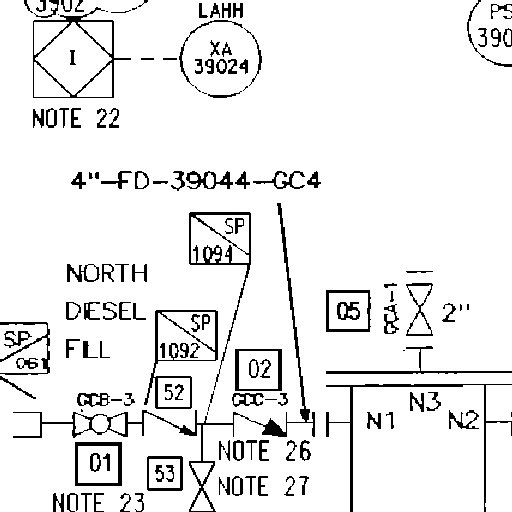 3902
LAHH
I
XA
39024
PS
390
NOTE 22
4"-FD-39044-GC4
SP
1094
NORTH
DIESEL
FILL
SP
1092
SP
061
05
2"
02
52
GCB-3
GCC-3
N1
N3
N2
01
53
NOTE 26
NOTE 27
NOTE 23